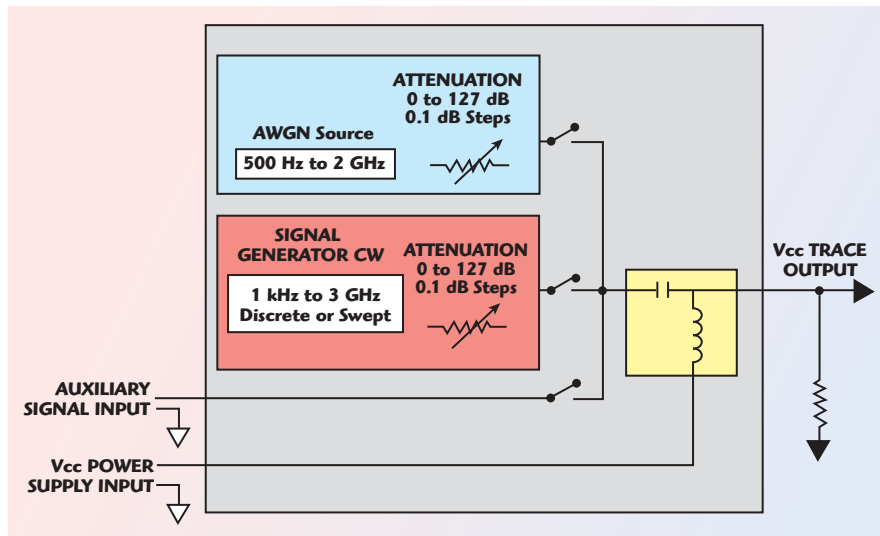 ATTENUATION
0 to 127 dB
0.1 dB Steps
AWGN Source
500 Hz to 2 GHz
SIGNAL
GENERATOR CW
ATTENUATION
0 to 127 dB
0.1 dB Steps
1 kHz to 3 GHz
Discrete or Swept
Vcc TRACE
OUTPUT
AUXILIARY
SIGNAL INPUT
Vcc POWER
SUPPLY INPUT